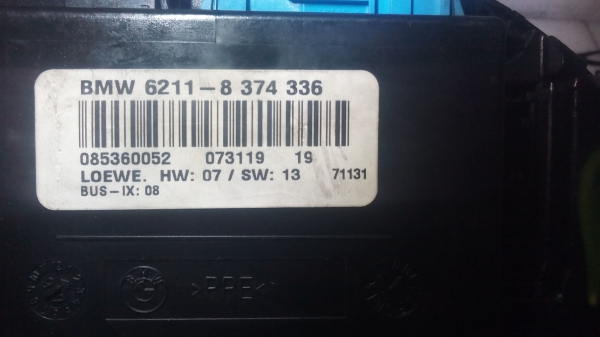 BMW 6211-8 374 336
085360052 073119 19
LOEWE. HW: 07 / SW: 13 71131
BUS-IX: 08
>PPE<